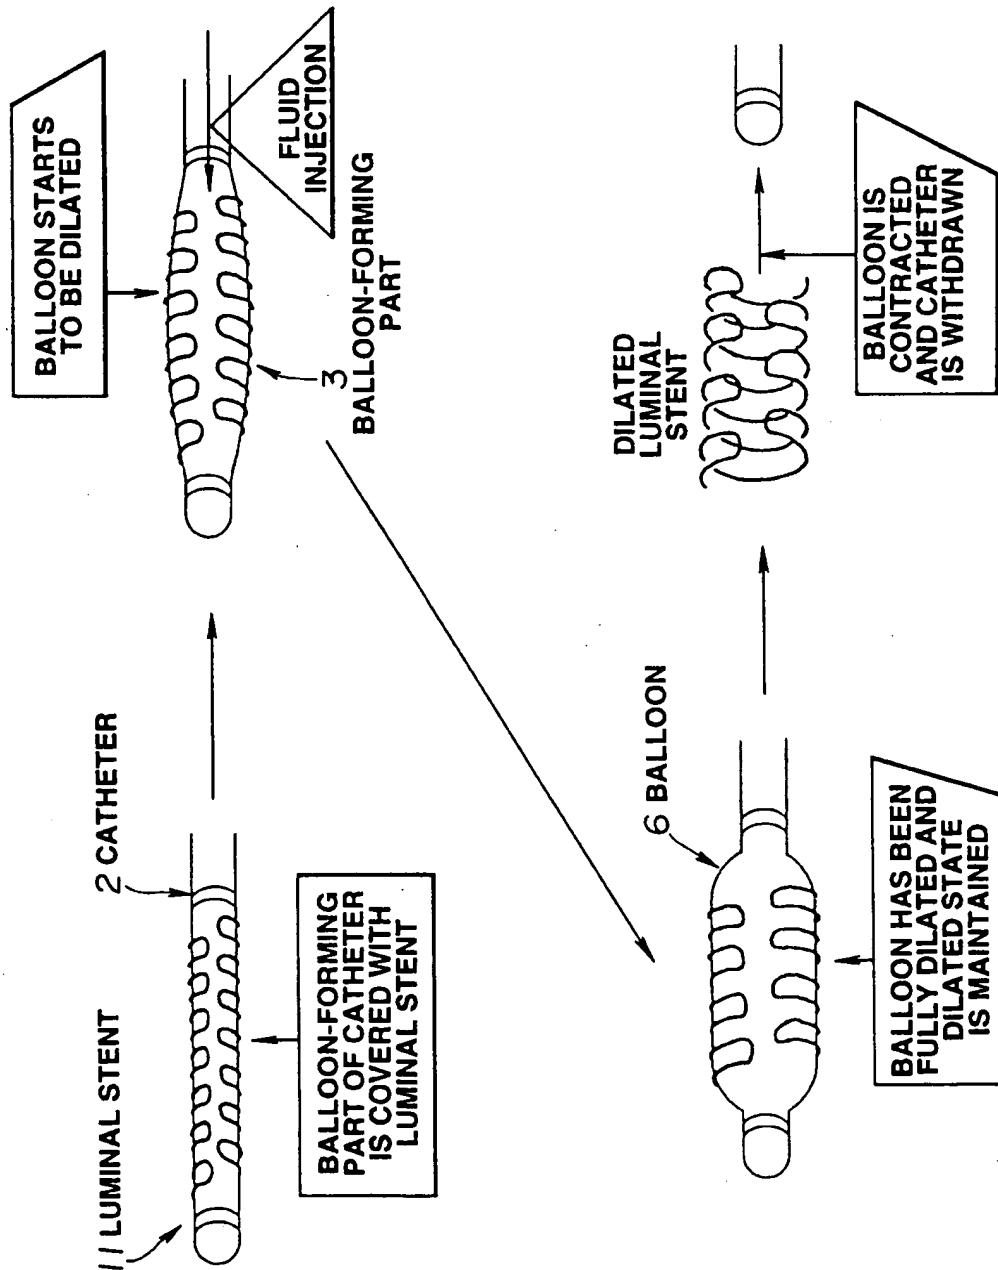 11 LUMINAL STENT
2 CATHETER
BALLOON-FORMING
PART OF CATHETER
IS COVERED WITH
LUMINAL STENT
BALLOON STARTS
TO BE DILATED
FLUID
INJECTION
3
BALLOON-FORMING
PART
6 BALLOON
BALLOON HAS BEEN
FULLY DILATED AND
DILATED STATE
IS MAINTAINED
DILATED
LUMINAL
STENT
BALLOON IS
CONTRACTED
AND CATHETER
IS WITHDRAWN